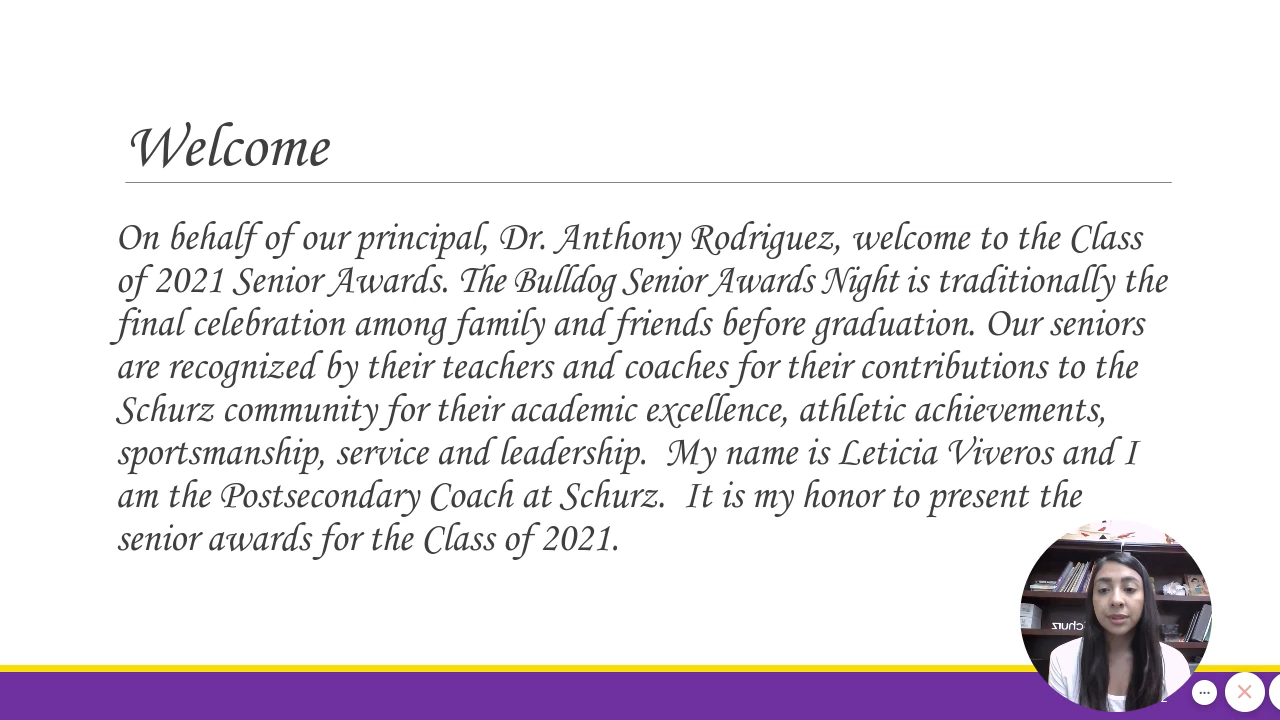 Welcome
On behalf of our principal, Dr. Anthony Rodriguez, welcome to the Class
of 2021 Senior Awards. The Bulldog Senior Awards Night is traditionally the
final celebration among family and friends before graduation. Our seniors
are recognized by their teachers and coaches for their contributions to the
Schurz community for their academic excellence, athletic achievements,
sportsmanship, service and leadership.  My name is Leticia Viveros and I
am the Postsecondary Coach at Schurz.  It is my honor to present the
senior awards for the Class of 2021.
churz
2